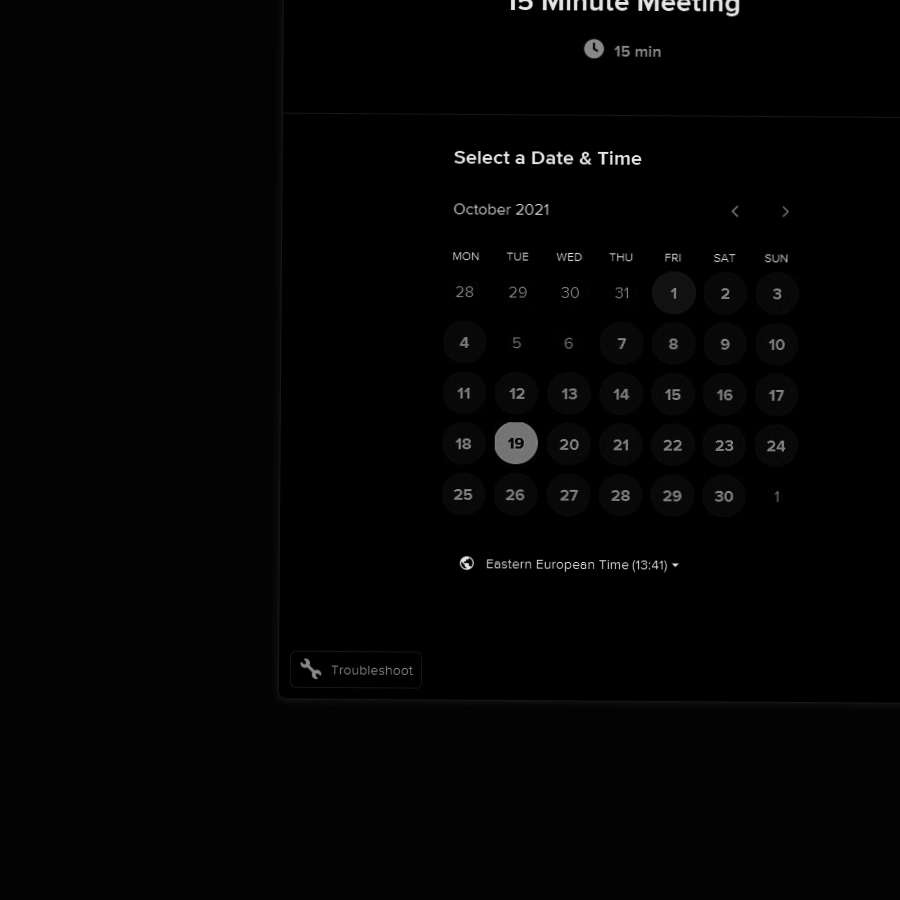 15 Minute Meeting
15 min
Select a Date & Time
October 2021
MON TUE WED THU FRI SAT SUN
28 29 30 31 1 2 3
4 5 6 7 8 9 10
11 12 13 14 15 16 17
18 19 20 21 22 23 24
25 26 27 28 29 30 1
Eastern European Time (13:41)
Troubleshoot